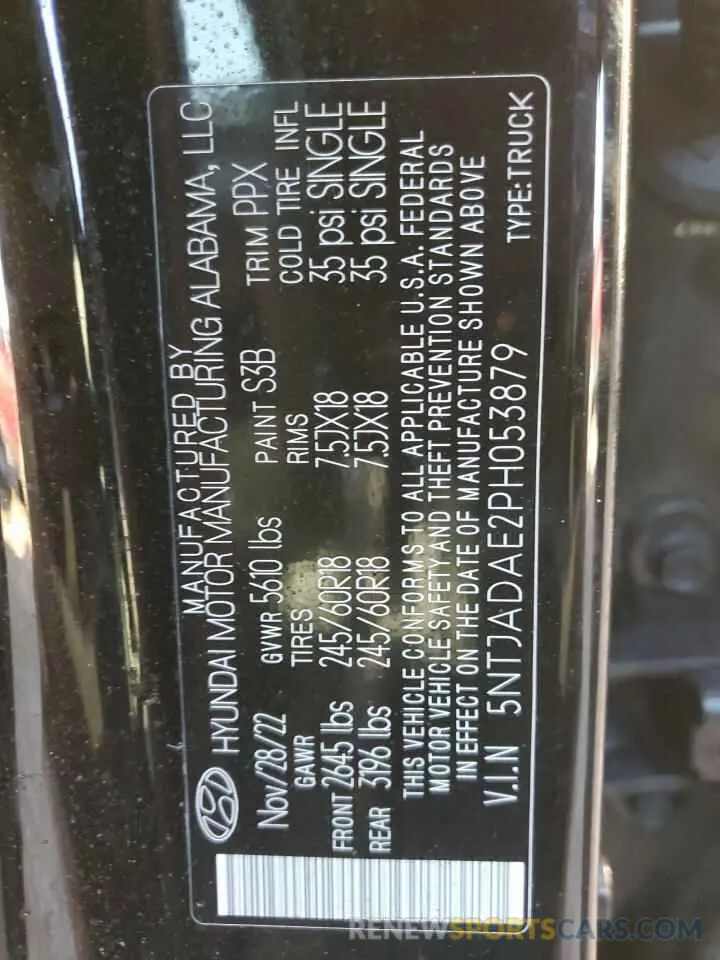 MANUFACTURED BY
HYUNDAI MOTOR MANUFACTURING ALABAMA, LLC
Nov/28/22 GVWR 5610 lbs PAINT S3B TRIM PPX
GAWR TIRES RIMS COLD TIRE INFL
FRONT 2645 lbs 245/60R18 7.5JX18 35 psi SINGLE
REAR 3196 lbs 245/60R18 7.5JX18 35 psi SINGLE
THIS VEHICLE CONFORMS TO ALL APPLICABLE U.S.A. FEDERAL
MOTOR VEHICLE SAFETY AND THEFT PREVENTION STANDARDS
IN EFFECT ON THE DATE OF MANUFACTURE SHOWN ABOVE
V.I.N 5NTJADAE2PH053879 TYPE:TRUCK
RENEWSPORTSCARS.COM